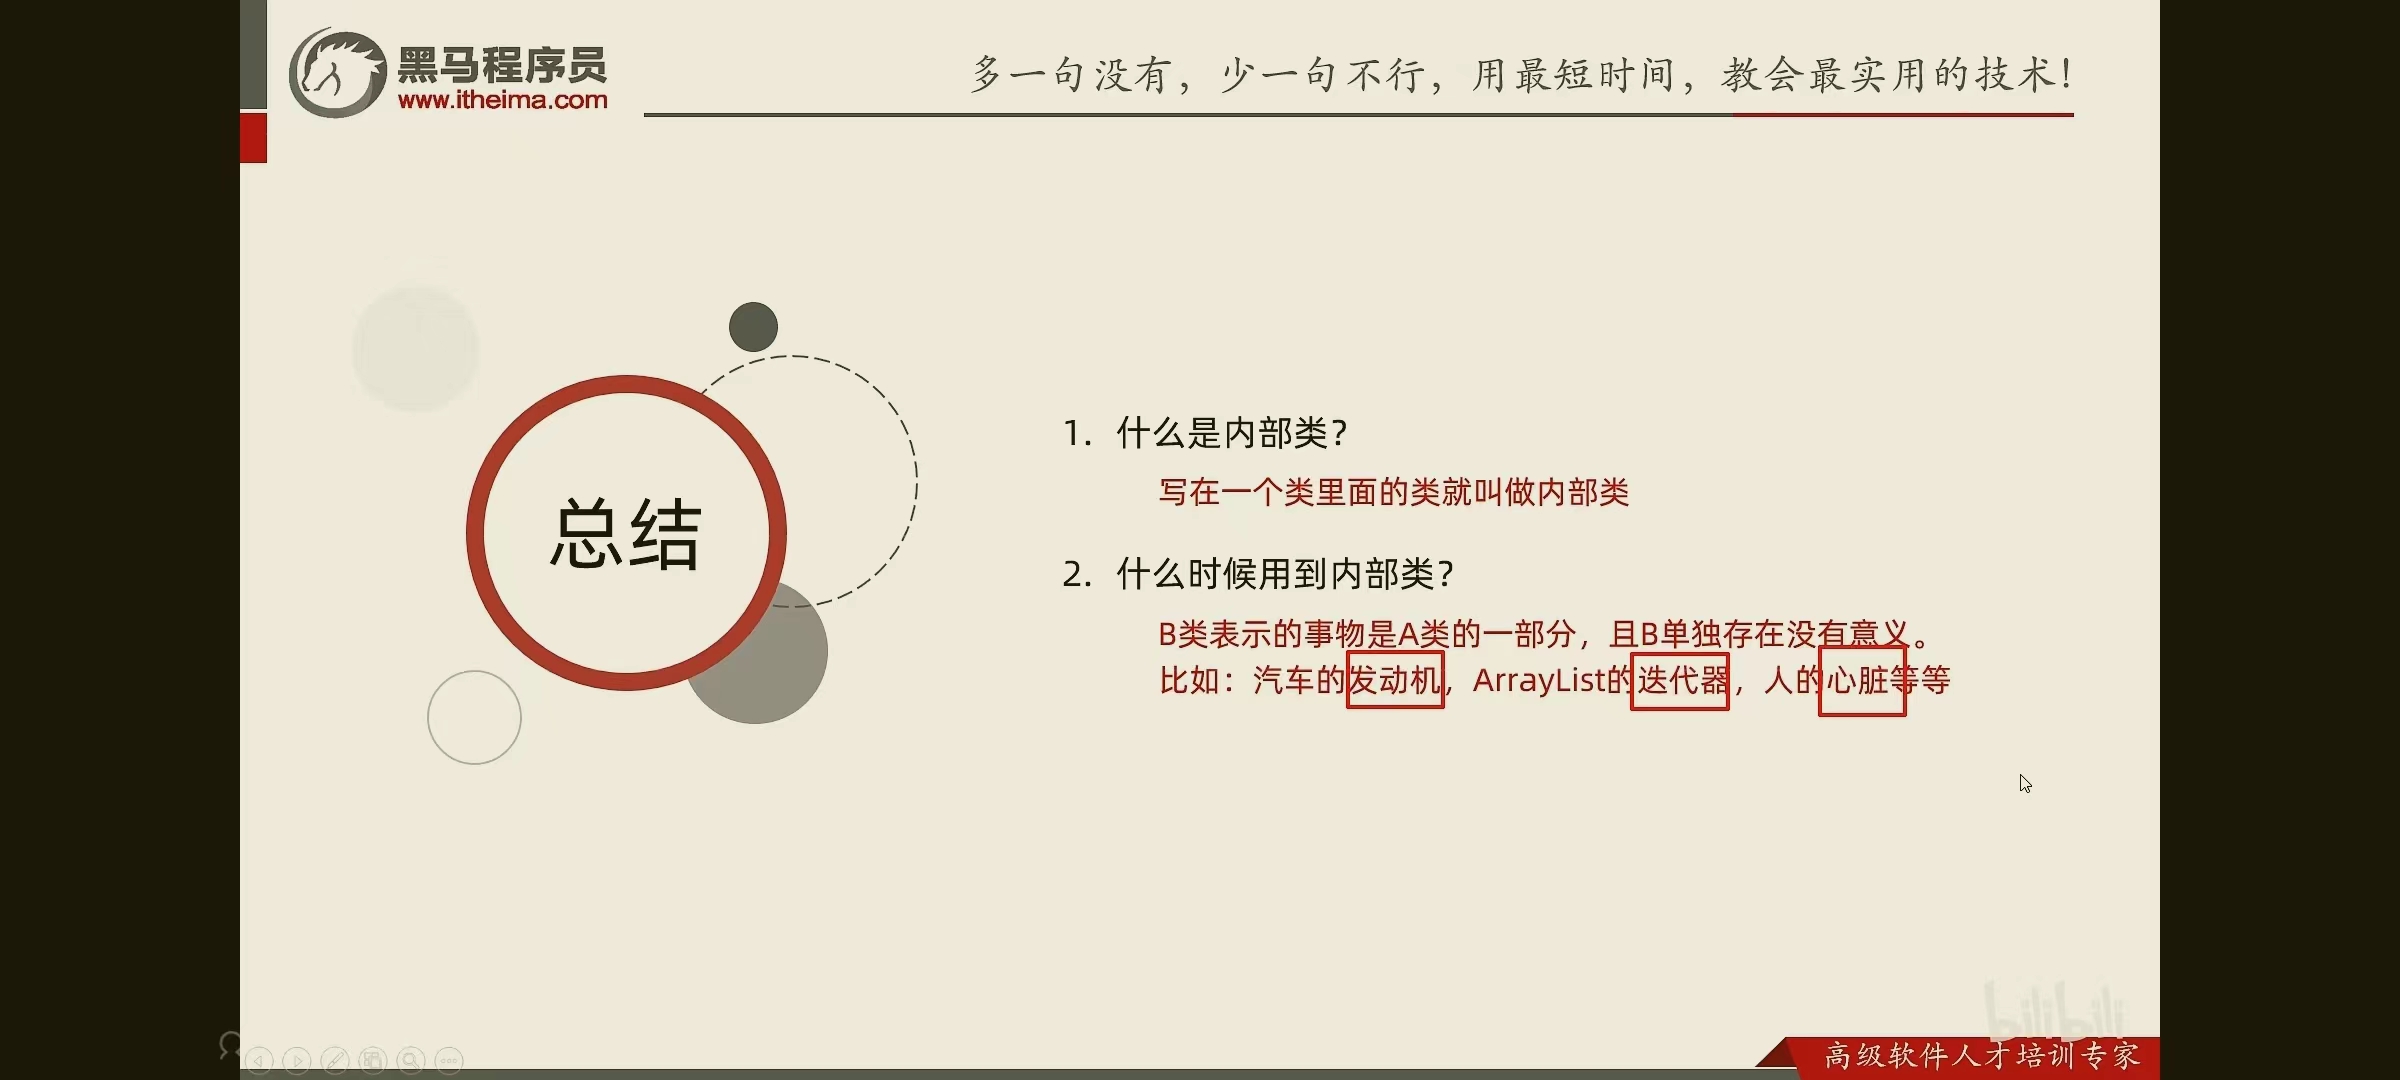 黑马程序员
www.itheima.com
多一句没有，少一句不行，用最短时间，教会最实用的技术！
总结
1. 什么是内部类？
写在一个类里面的类就叫做内部类
2. 什么时候用到内部类？
B类表示的事物是A类的一部分，且B单独存在没有意义。
比如：汽车的发动机，ArrayList的迭代器，人的心脏等等
bilibili
高级软件人才培训专家